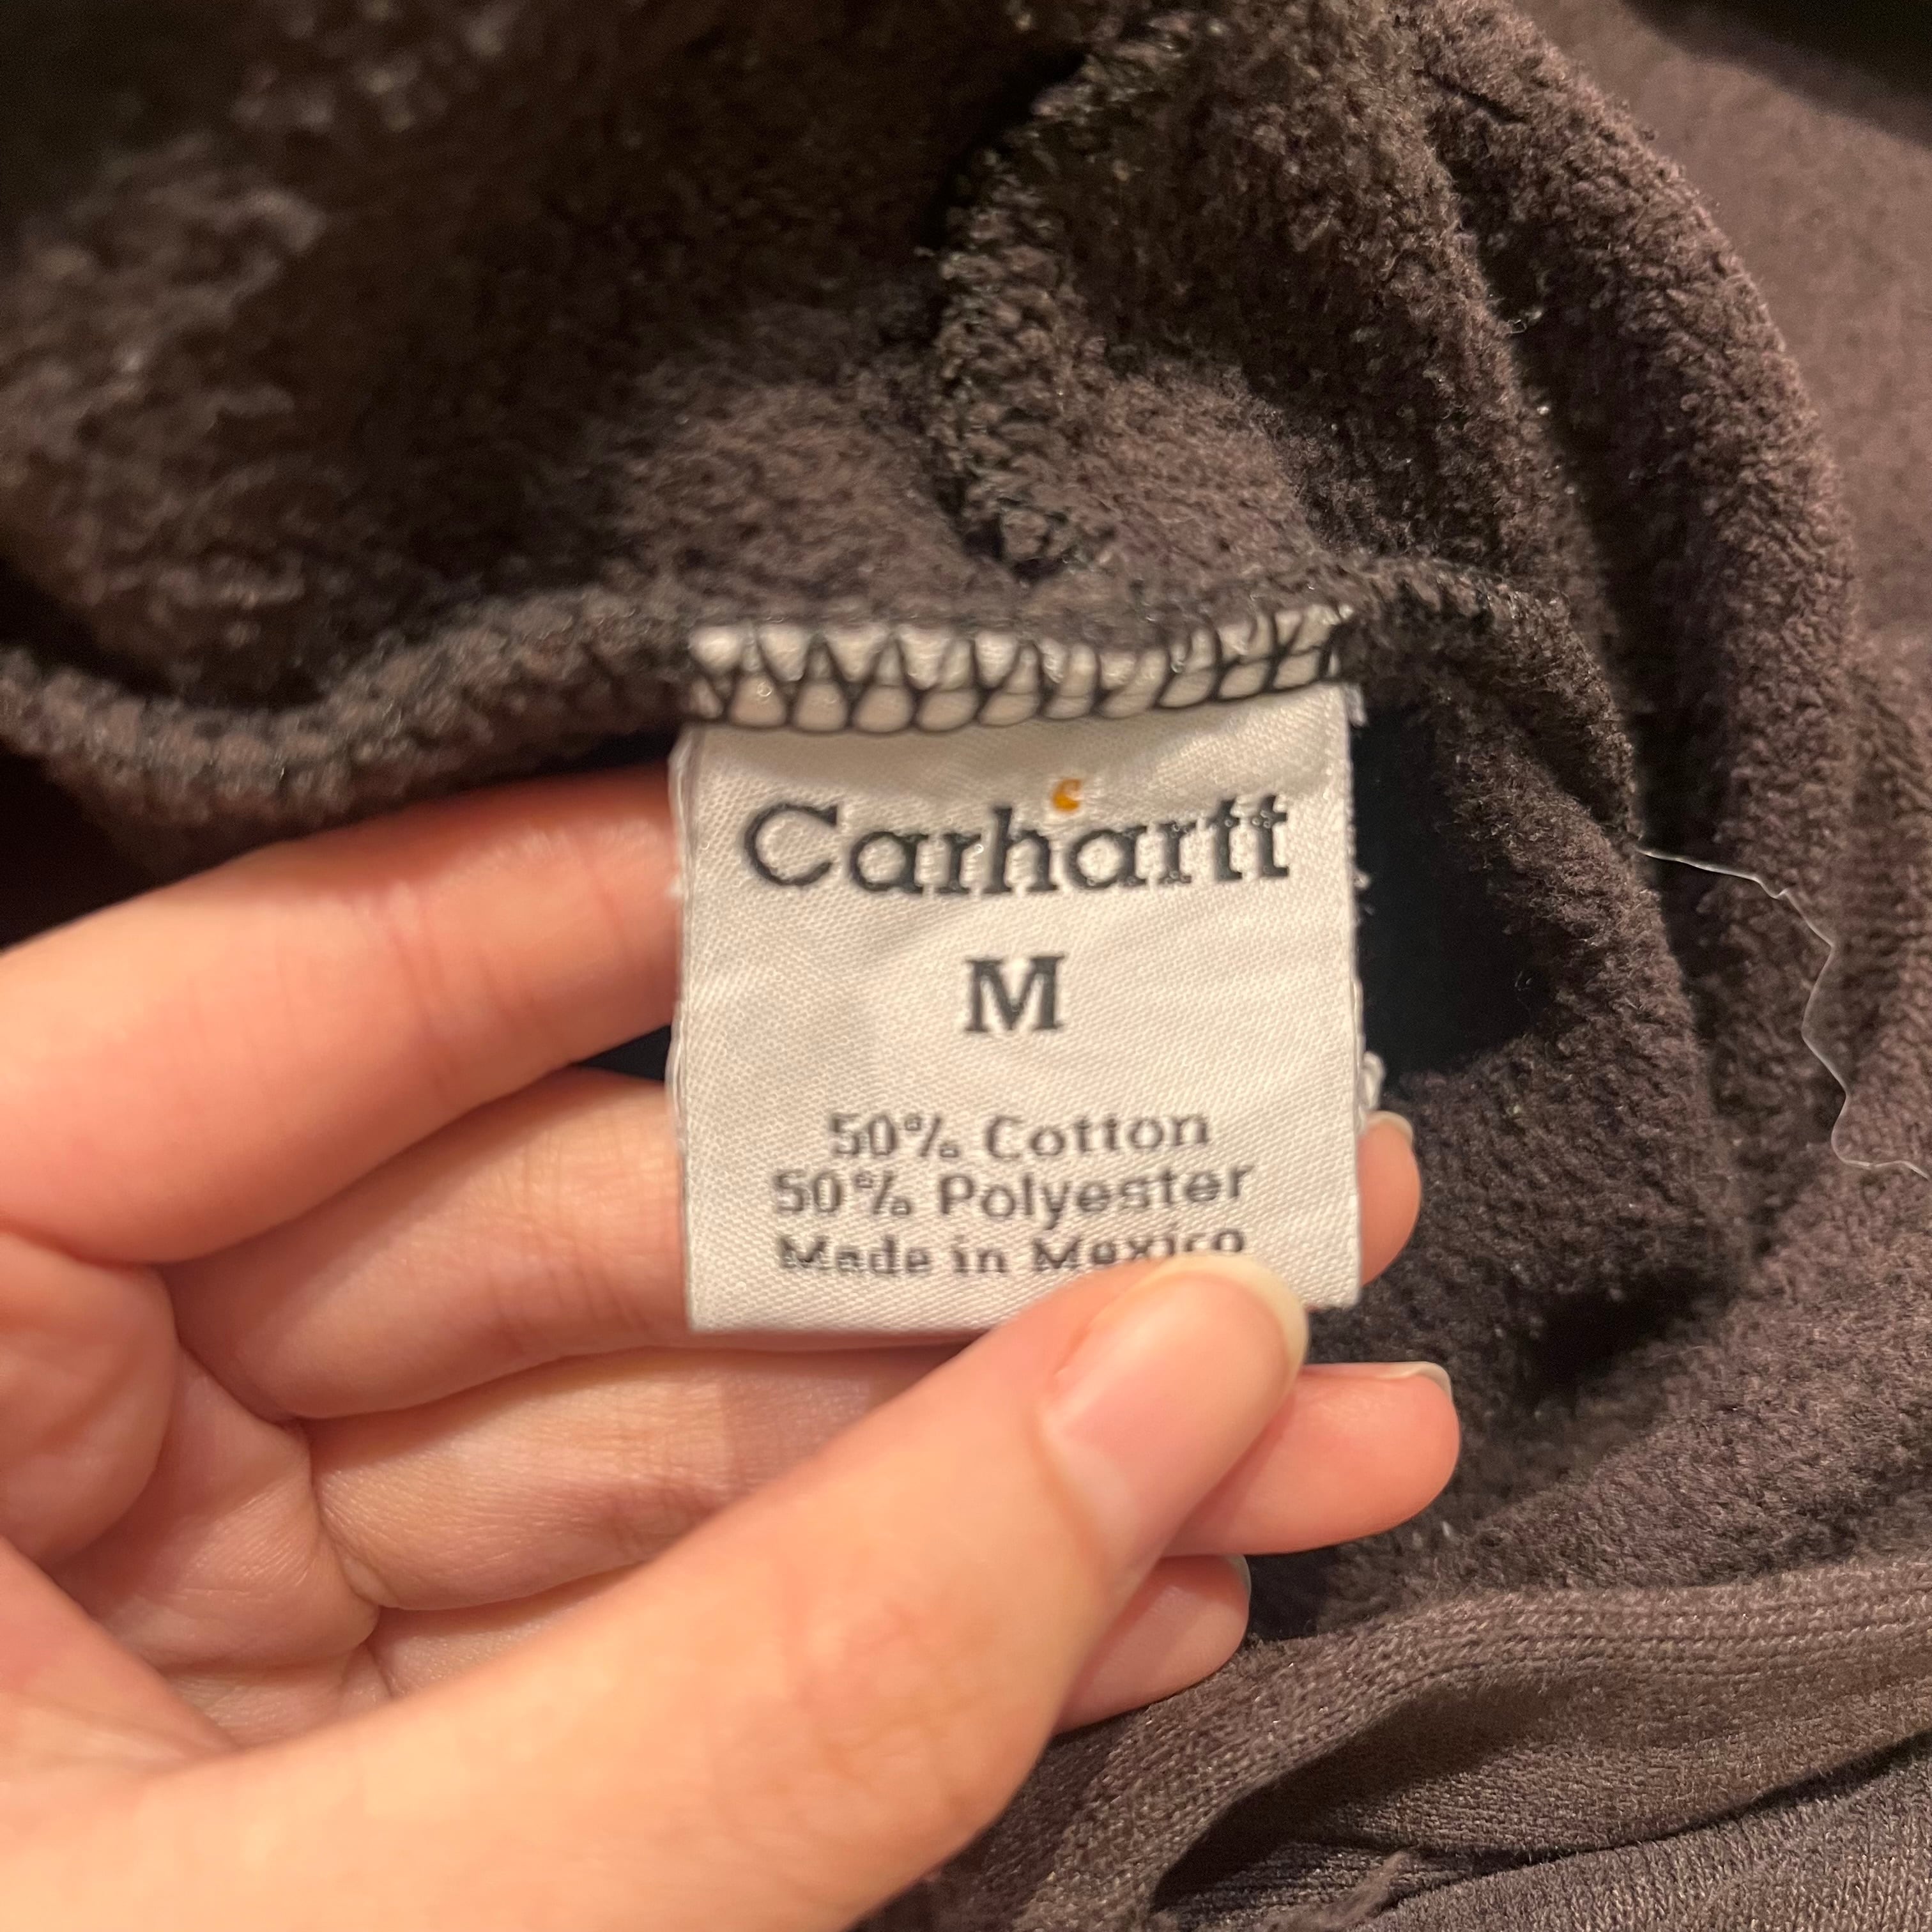 Carhartt
M
50% Cotton
50% Polyester
Made in Mexico